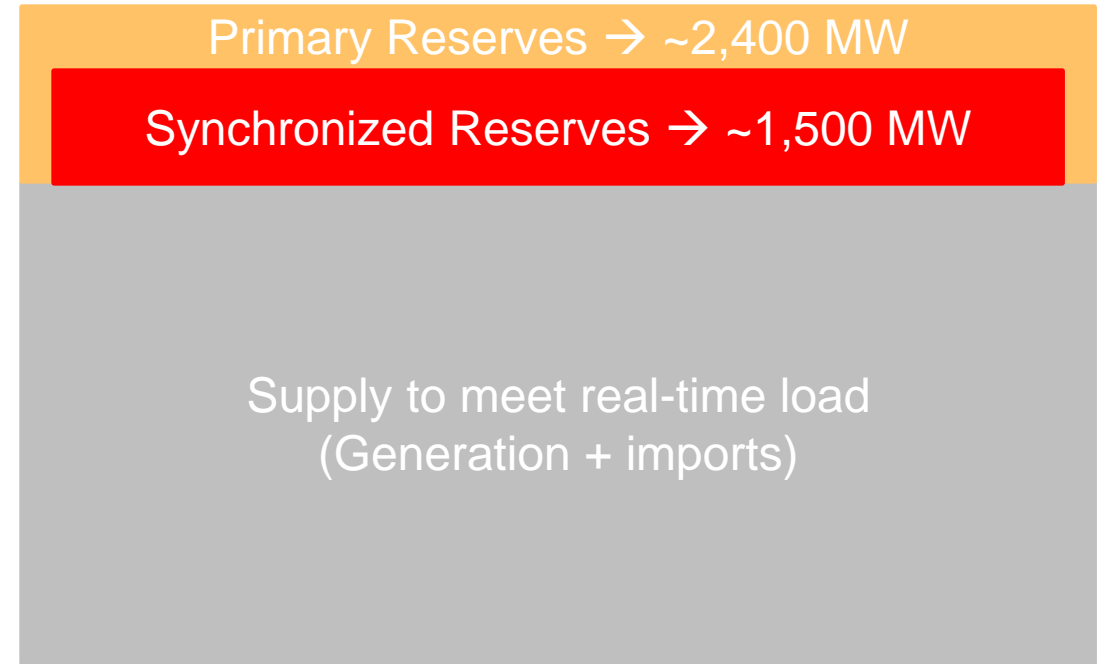 Primary Reserves → ~2,400 MW
Synchronized Reserves → ~1,500 MW
Supply to meet real-time load
(Generation + imports)